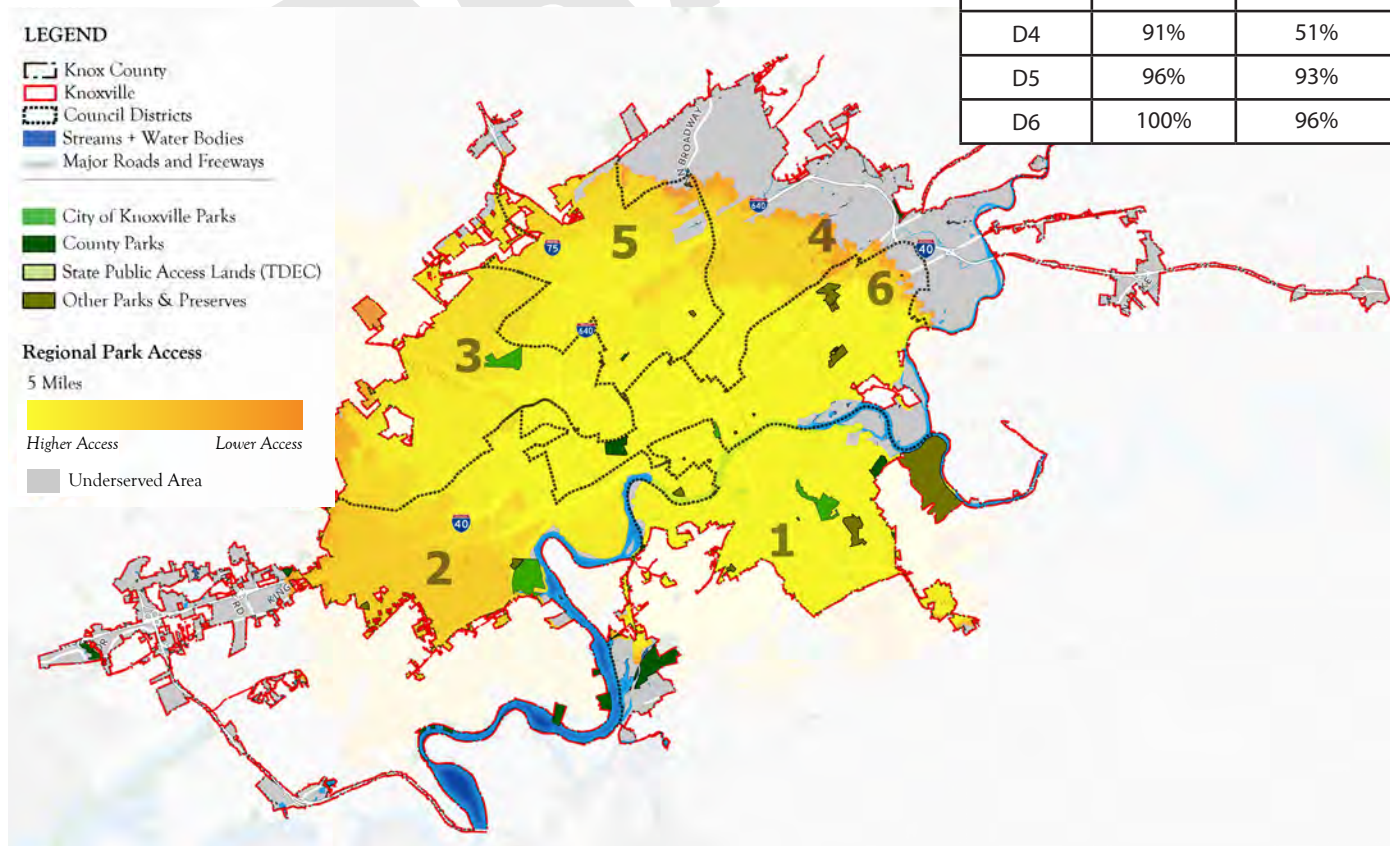 LEGEND
Knox County
Knoxville
Council Districts
Streams + Water Bodies
Major Roads and Freeways
City of Knoxville Parks
County Parks
State Public Access Lands (TDEC)
Other Parks & Preserves
Regional Park Access
5 Miles
Higher Access Lower Access
Underserved Area
D4 91% 51%
D5 96% 93%
D6 100% 96%
N BROADWAY
640
75
5
4
40
6
640
3
40
2
1
KING
RD